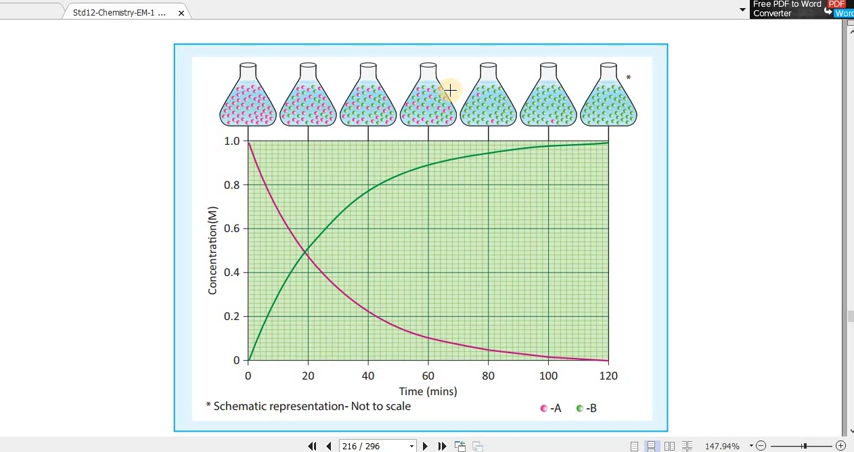 Std12-Chemistry-EM-1 ... ×
Free PDF to Word
Converter
PDF
Word
*
1.0
0.8
0.6
0.4
0.2
0
Concentration(M)
0 20 40 60 80 100 120
Time (mins)
* Schematic representation- Not to scale
-A -B
216 / 296
147.94%